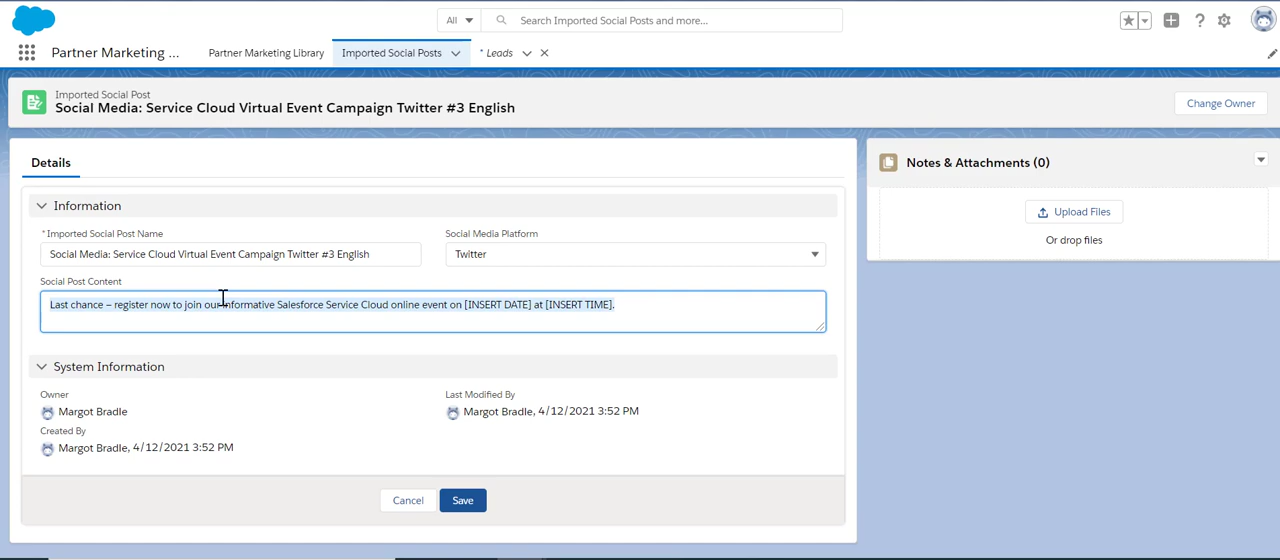 All
Search Imported Social Posts and more...
Partner Marketing ...
Partner Marketing Library
Imported Social Posts
* Leads
Imported Social Post
Social Media: Service Cloud Virtual Event Campaign Twitter #3 English
Change Owner
Details
Notes & Attachments (0)
Upload Files
Or drop files
Information
* Imported Social Post Name
Social Media Platform
Social Media: Service Cloud Virtual Event Campaign Twitter #3 English
Twitter
Social Post Content
Last chance – register now to join our informative Salesforce Service Cloud online event on [INSERT DATE] at [INSERT TIME].
System Information
Owner
Last Modified By
Margot Bradle
Margot Bradle, 4/12/2021 3:52 PM
Created By
Margot Bradle, 4/12/2021 3:52 PM
Cancel
Save